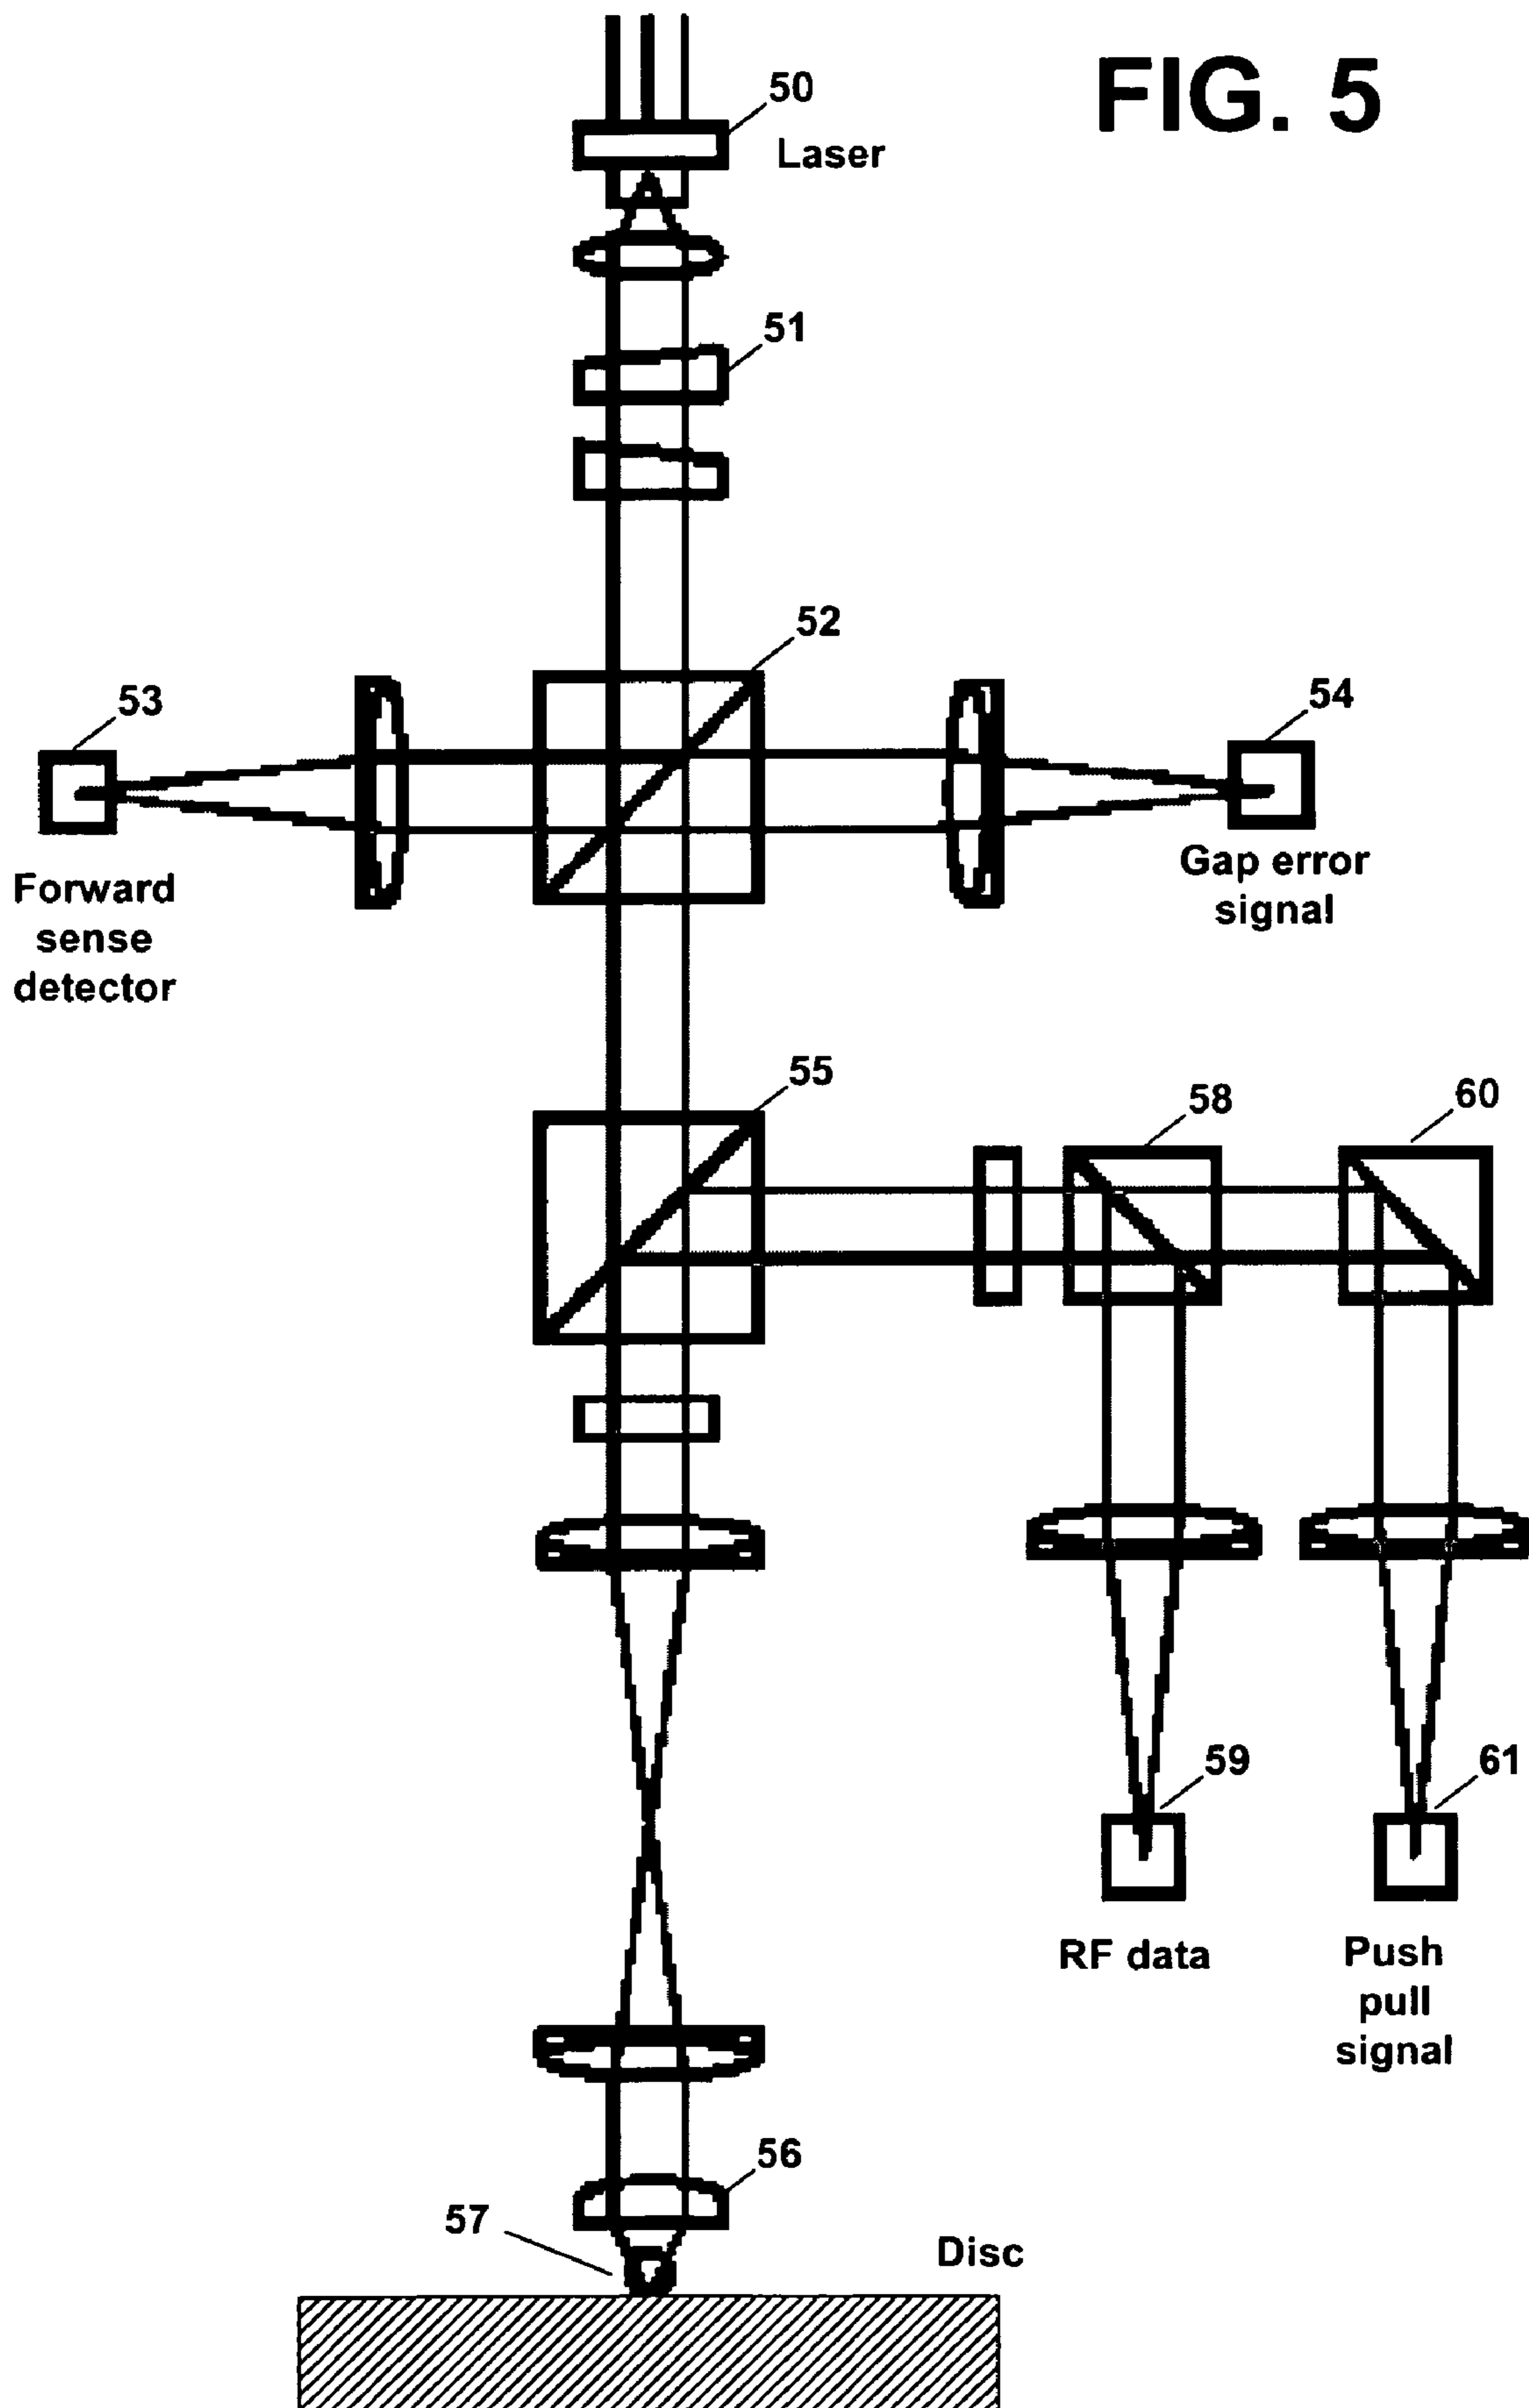 FIG. 5
50
Laser
51
52
53
54
Forward
sense
detector
Gap error
signal
55
58
60
59
61
RF data
Push
pull
signal
56
57
Disc